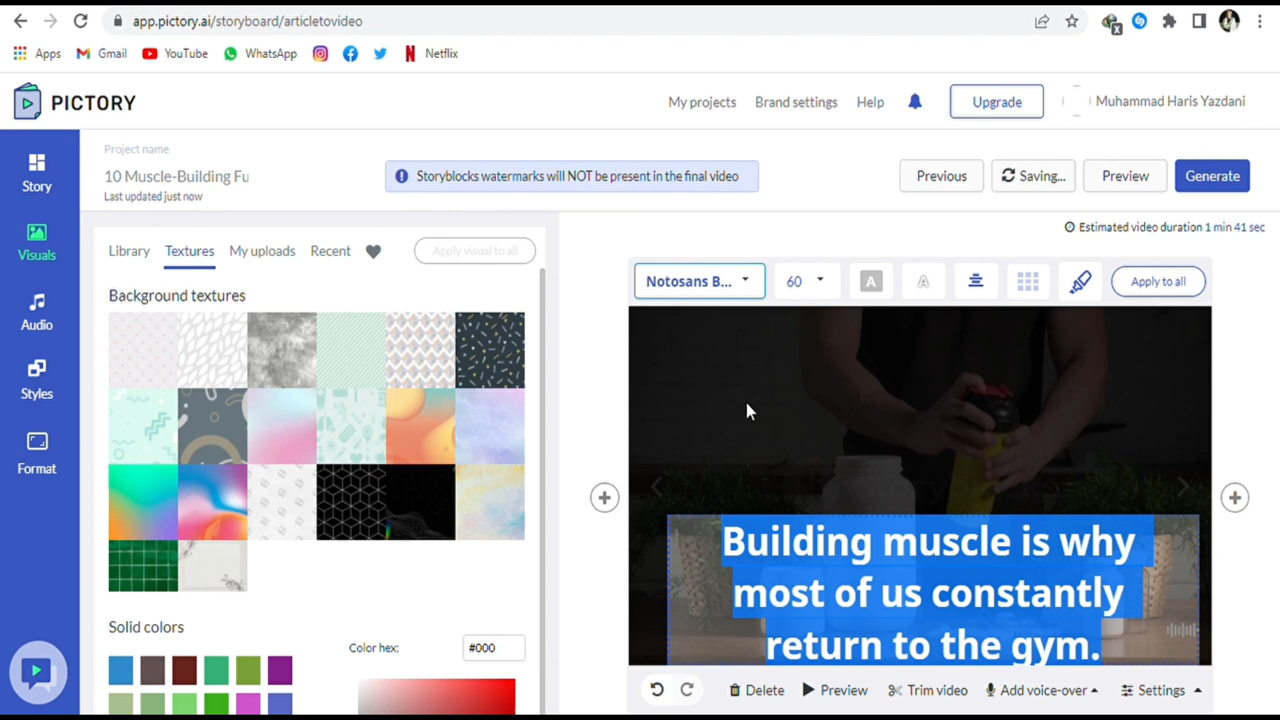 app.pictory.ai/storyboard/articletovideo
Apps Gmail YouTube WhatsApp Netflix
PICTORY My projects Brand settings Help Upgrade Muhammad Haris Yazdani
Project name
10 Muscle-Building Fu
Last updated just now
Storyblocks watermarks will NOT be present in the final video
Previous Saving... Preview Generate
Story
Visuals
Audio
Styles
Format
Estimated video duration 1 min 41 sec
Library Textures My uploads Recent Apply visual to all
Background textures
Solid colors
Color hex: #000
Notosans B... 60 A A Apply to all
Building muscle is why
most of us constantly
return to the gym.
Delete Preview Trim video Add voice-over Settings